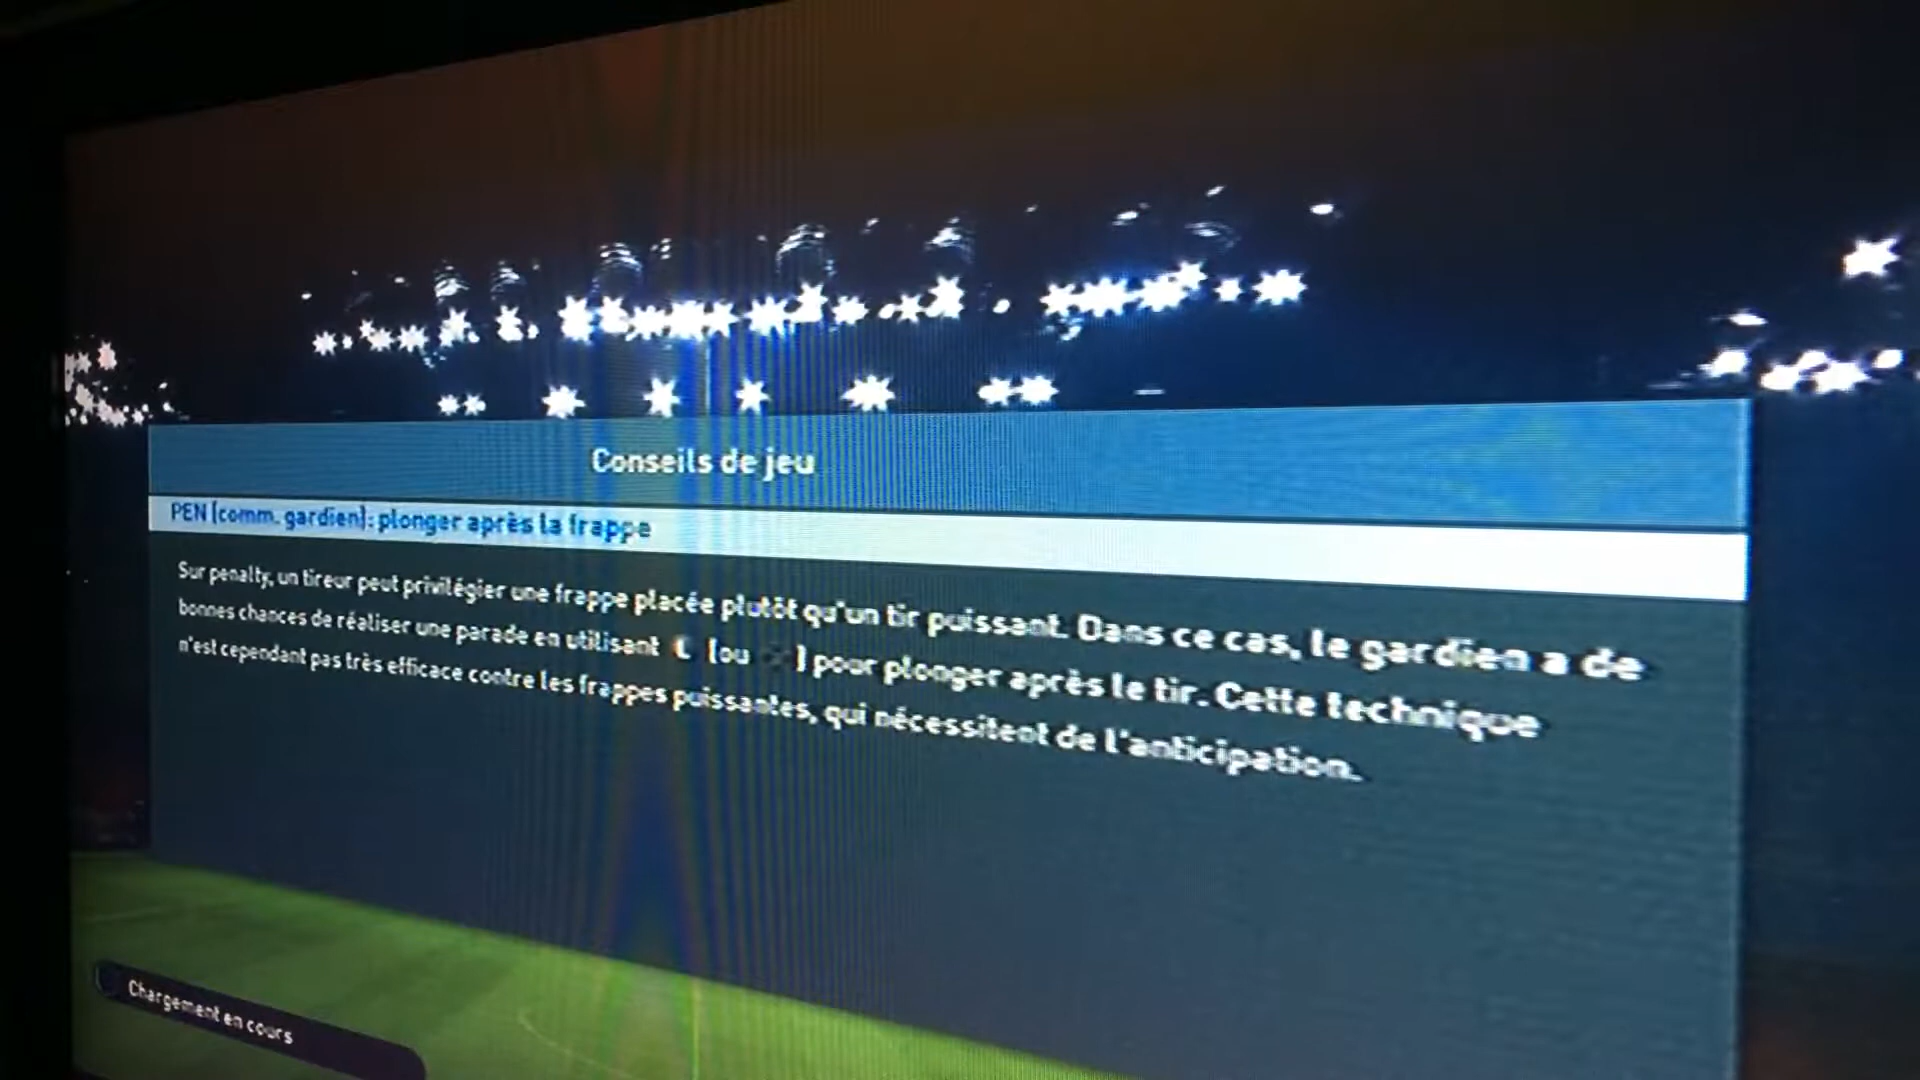 Conseils de jeu
PEN (comm. gardien) : plonger après la frappe
Sur penalty, un tireur peut privilégier une frappe placée plutôt qu'un tir puissant. Dans ce cas, le gardien a de
bonnes chances de réaliser une parade en utilisant L (ou ) pour plonger après le tir. Cette technique
n'est cependant pas très efficace contre les frappes puissantes, qui nécessitent de l'anticipation.
Chargement en cours